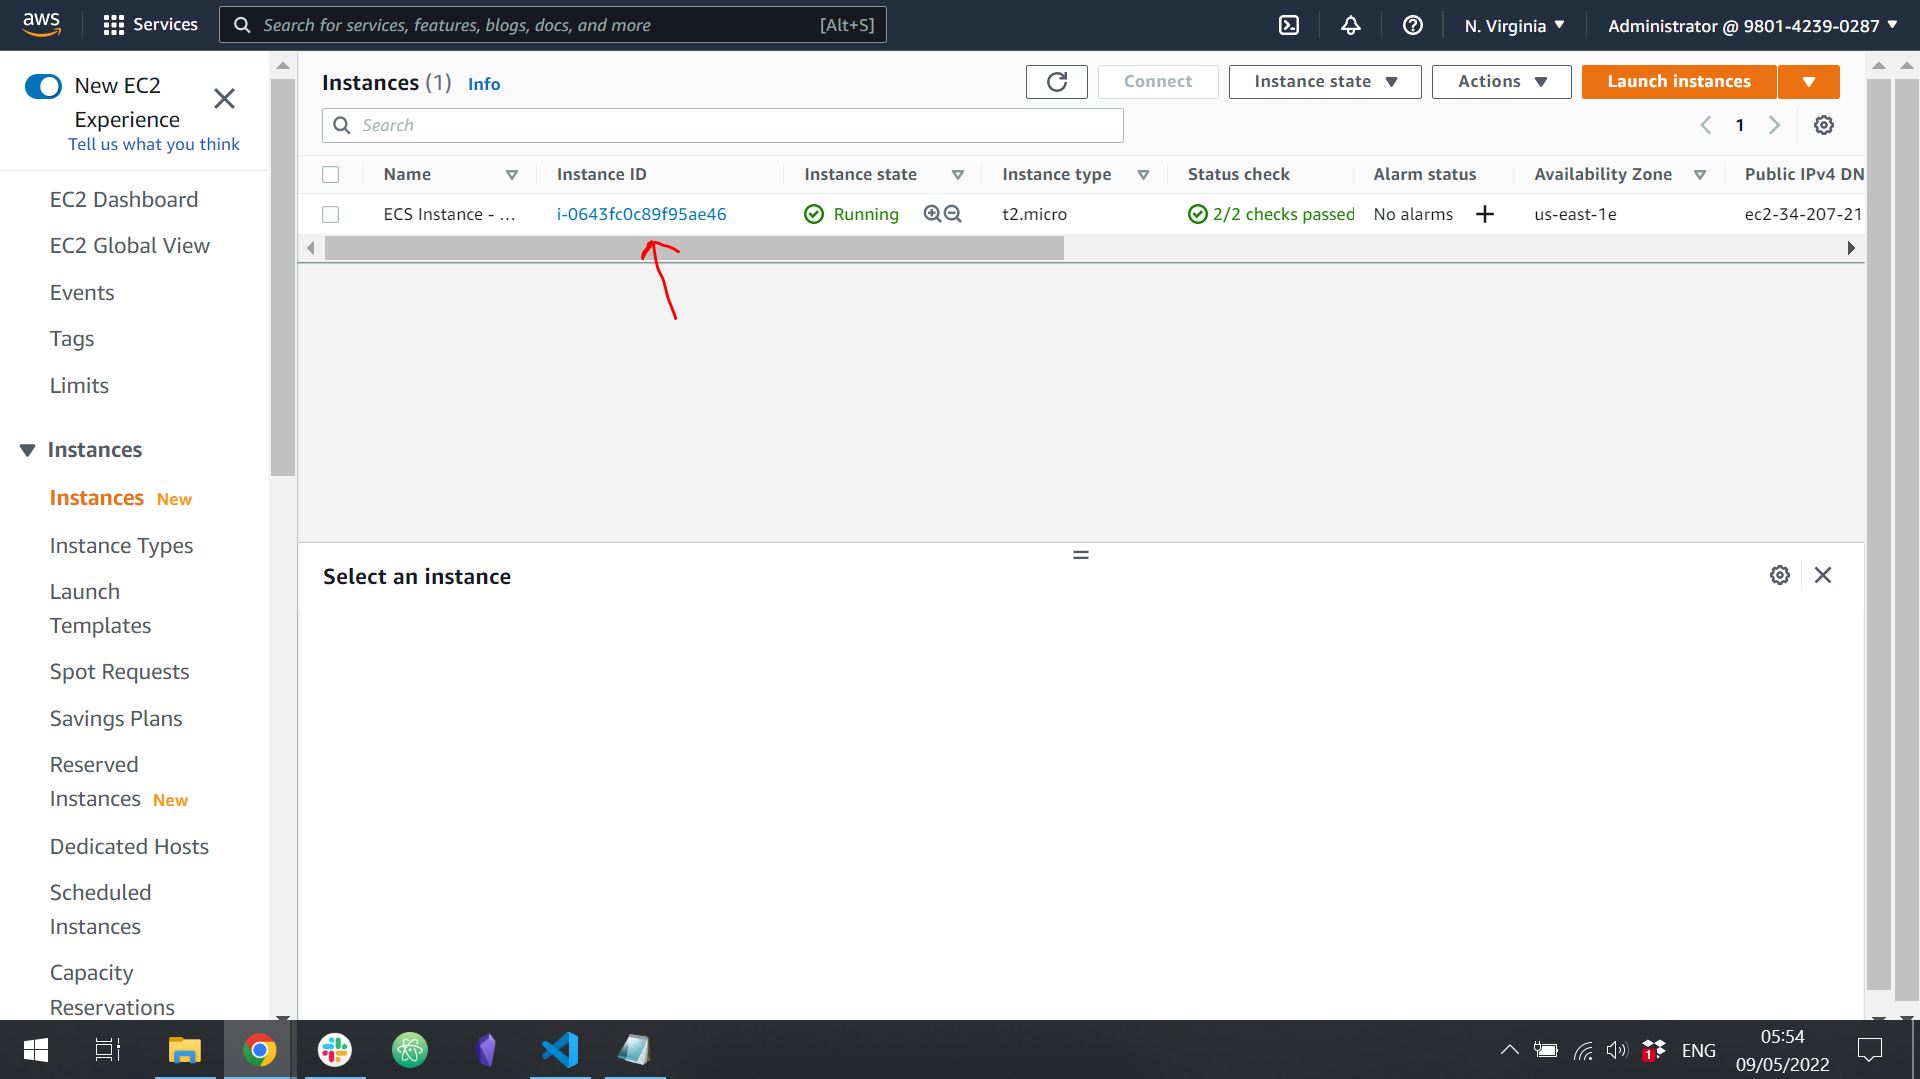 aws
Services
Search for services, features, blogs, docs, and more
[Alt+S]
N. Virginia
Administrator @ 9801-4239-0287
New EC2
Experience
Tell us what you think
EC2 Dashboard
EC2 Global View
Events
Tags
Limits
Instances
Instances New
Instance Types
Launch
Templates
Spot Requests
Savings Plans
Reserved
Instances New
Dedicated Hosts
Scheduled
Instances
Capacity
Reservations
Instances (1) Info
Connect
Instance state
Actions
Launch instances
Search
1
Name Instance ID Instance state Instance type Status check Alarm status Availability Zone Public IPv4 DN
ECS Instance - ... i-0643fc0c89f95ae46 Running t2.micro 2/2 checks passed No alarms + us-east-1e ec2-34-207-21
Select an instance
1
ENG
05:54
09/05/2022